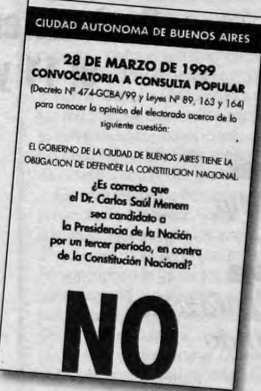 CIUDAD AUTONOMA DE BUENOS AIRES
28 DE MARZO DE 1999
CONVOCATORIA A CONSULTA POPULAR
(Decreto Nº 474-GCBA/99 y Leyes Nº 89, 163 y 164)
para conocer la opinión del electorado acerca de la
siguiente cuestión:
EL GOBIERNO DE LA CIUDAD DE BUENOS AIRES TIENE LA
OBLIGACION DE DEFENDER LA CONSTITUCION NACIONAL.
¿Es correcto que
el Dr. Carlos Saúl Menem
sea candidato a
la Presidencia de la Nación
por un tercer período, en contra
de la Constitución Nacional?
NO